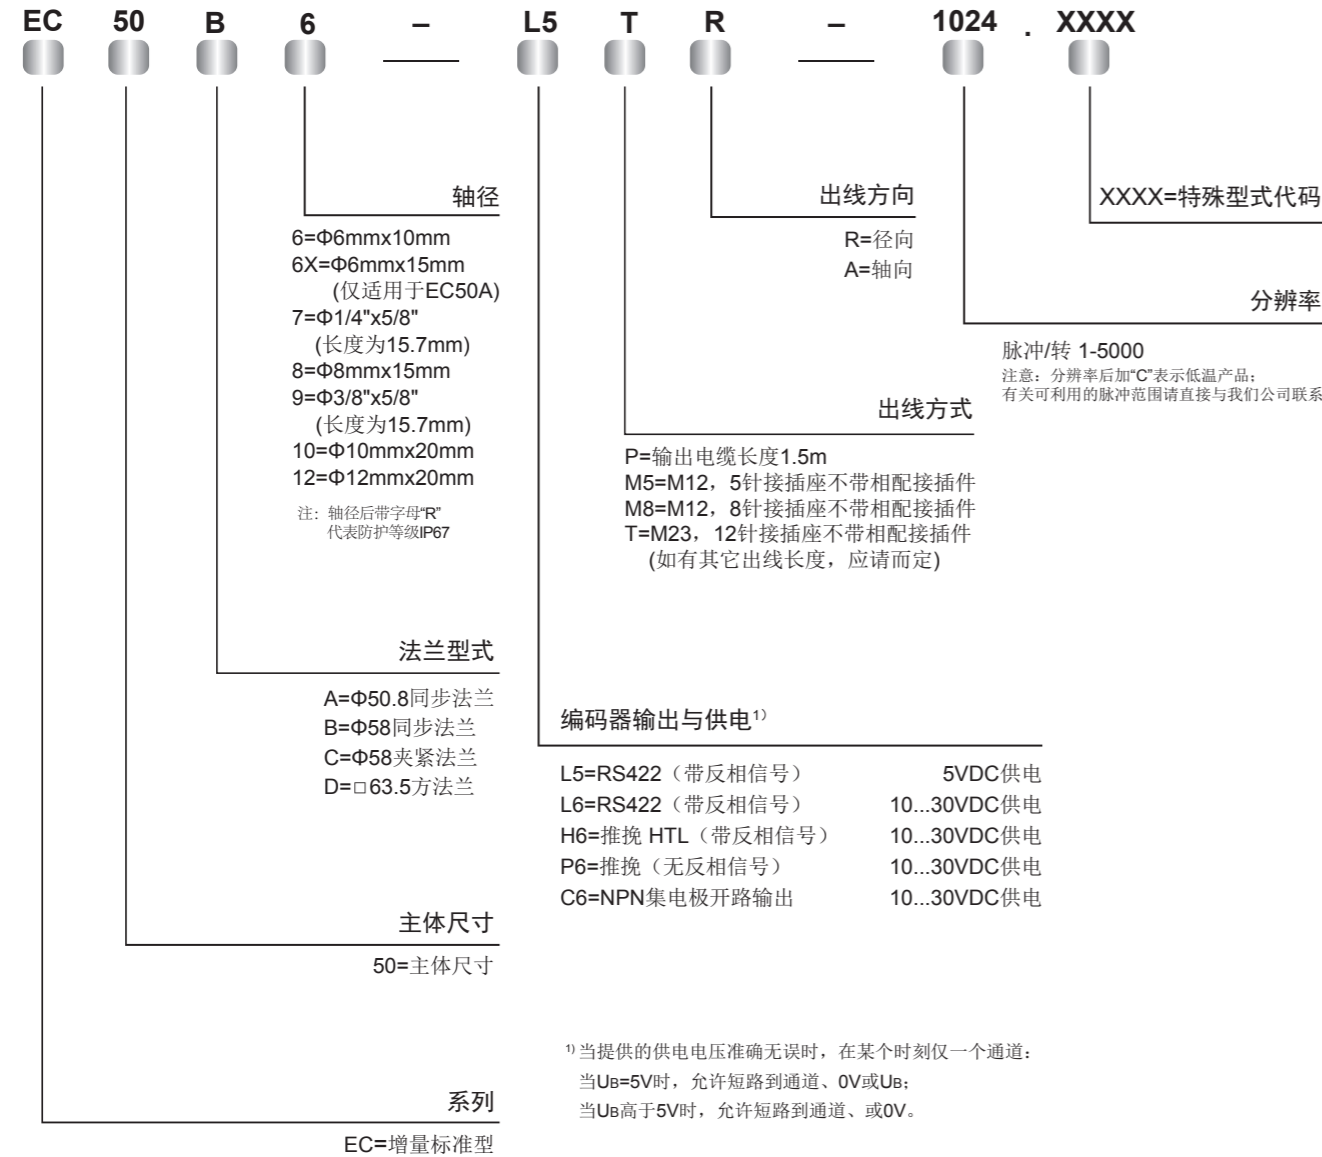 EC 50 B 6 – L5 T R – 1024 . XXXX
轴径
6=Φ6mmx10mm
6X=Φ6mmx15mm
(仅适用于EC50A)
7=Φ1/4"x5/8"
(长度为15.7mm)
8=Φ8mmx15mm
9=Φ3/8"x5/8"
(长度为15.7mm)
10=Φ10mmx20mm
12=Φ12mmx20mm
注：轴径后带字母“R”
代表防护等级IP67
出线方向
R=径向
A=轴向
XXXX=特殊型式代码
分辨率
脉冲/转 1-5000
注意：分辨率后加“C”表示低温产品；
有关可利用的脉冲范围请直接与我们公司联系
出线方式
P=输出电缆长度1.5m
M5=M12，5针接插座不带相配接插件
M8=M12，8针接插座不带相配接插件
T=M23，12针接插座不带相配接插件
(如有其它出线长度，应请而定)
法兰型式
A=Φ50.8同步法兰
B=Φ58同步法兰
C=Φ58夹紧法兰
D=□63.5方法兰
编码器输出与供电¹⁾
L5=RS422（带反相信号） 5VDC供电
L6=RS422（带反相信号） 10...30VDC供电
H6=推挽 HTL（带反相信号） 10...30VDC供电
P6=推挽（无反相信号） 10...30VDC供电
C6=NPN集电极开路输出 10...30VDC供电
主体尺寸
50=主体尺寸
¹⁾ 当提供的供电电压准确无误时，在某个时刻仅一个通道：
当UB=5V时，允许短路到通道、0V或UB；
当UB高于5V时，允许短路到通道、或0V。
系列
EC=增量标准型